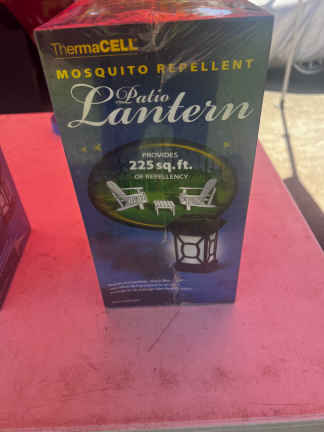 ThermaCELL
MOSQUITO REPELLENT
Patio
Lantern
PROVIDES
225 sq. ft.
OF REPELLENCY